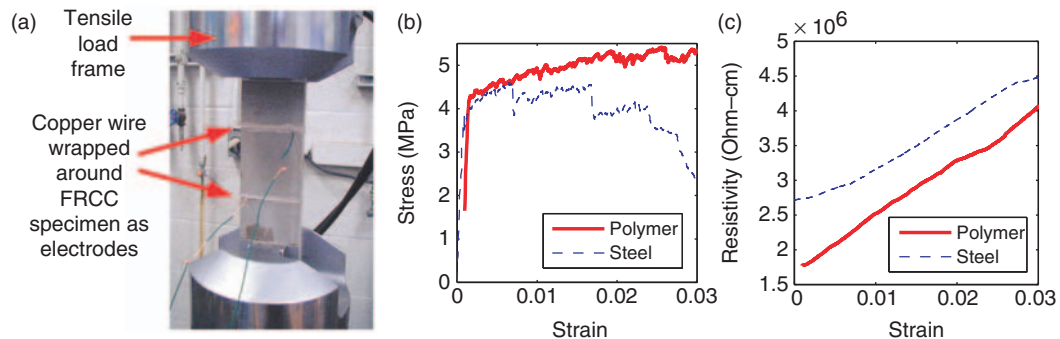 (a)
Tensile
load
frame
Copper wire
wrapped
around
FRCC
specimen as
electrodes
(b)
Stress (MPa)
5
4
3
2
1
0
0 0.01 0.02 0.03
Strain
Polymer
Steel
(c)
× 10⁶
Resistivity (Ohm–cm)
5
4.5
4
3.5
3
2.5
2
1.5
0 0.01 0.02 0.03
Strain
Polymer
Steel